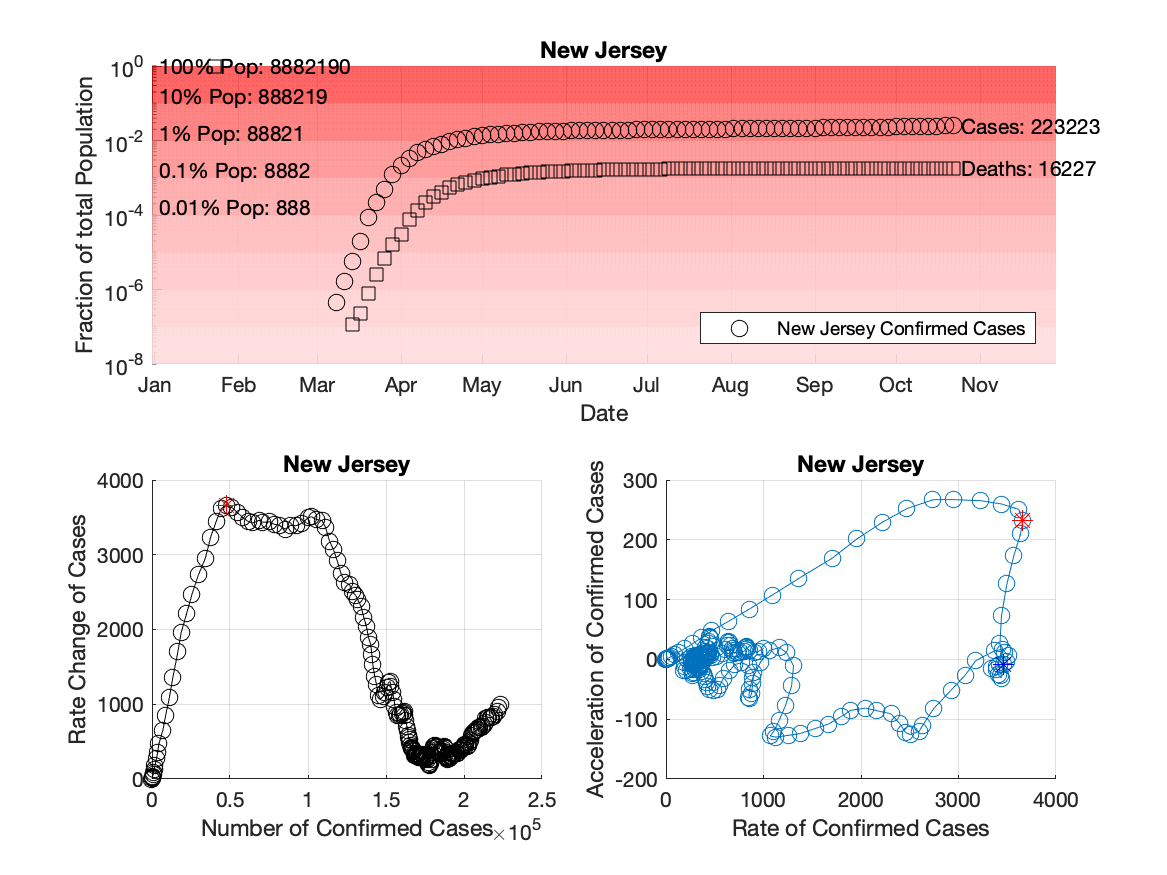 New Jersey
10^0
10^-2
10^-4
10^-6
10^-8
Fraction of total Population
100% Pop: 8882190
10% Pop: 888219
1% Pop: 88821
0.1% Pop: 8882
0.01% Pop: 888
Cases: 223223
Deaths: 16227
New Jersey Confirmed Cases
Jan Feb Mar Apr May Jun Jul Aug Sep Oct Nov
Date
New Jersey
4000
3000
2000
1000
0
Rate Change of Cases
0 0.5 1 1.5 2 2.5
Number of Confirmed Cases ×10^5
New Jersey
300
200
100
0
-100
-200
Acceleration of Confirmed Cases
0 1000 2000 3000 4000
Rate of Confirmed Cases